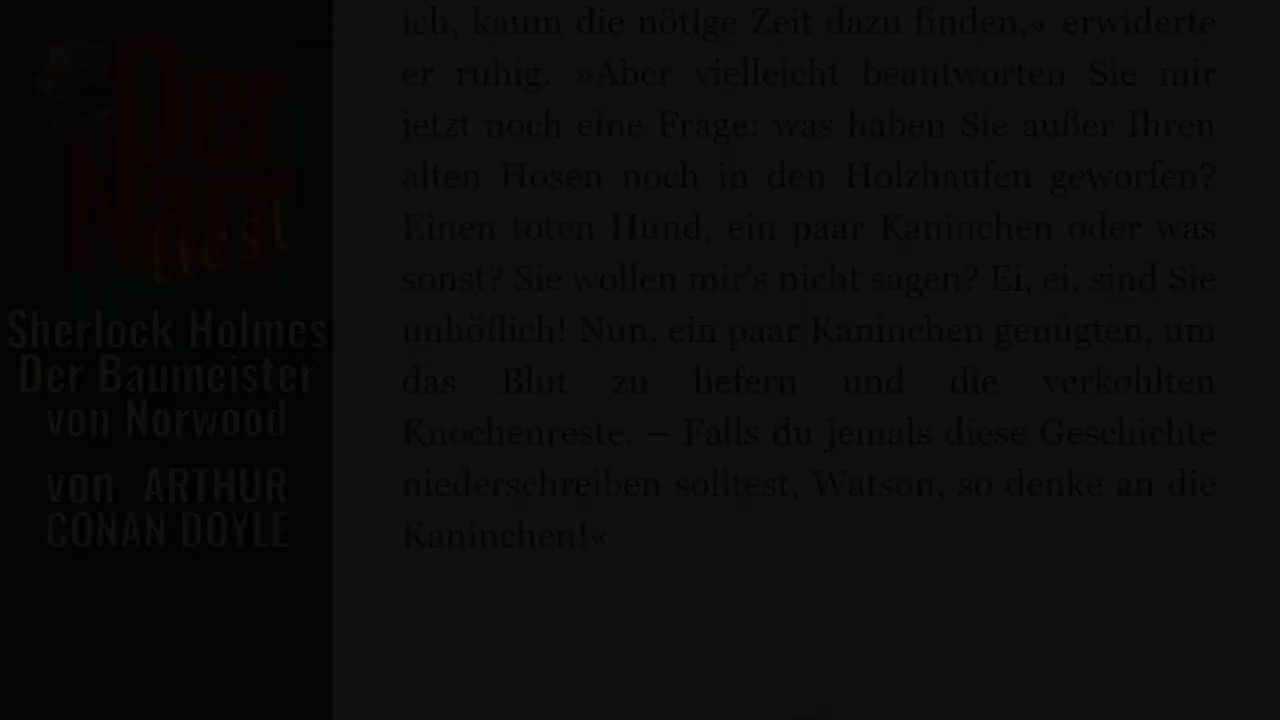 Der
Narr
liest
Sherlock Holmes
Der Baumeister
von Norwood
von ARTHUR
CONAN DOYLE
ich, kaum die nötige Zeit dazu finden,« erwiderte
er ruhig. »Aber vielleicht beantworten Sie mir
jetzt noch eine Frage: was haben Sie außer Ihren
alten Hosen noch in den Holzhaufen geworfen?
Einen toten Hund, ein paar Kaninchen oder was
sonst? Sie wollen mir's nicht sagen? Ei, ei, sind Sie
unhöflich! Nun, ein paar Kaninchen genügten, um
das Blut zu liefern und die verkohlten
Knochenreste. – Falls du jemals diese Geschichte
niederschreiben solltest, Watson, so denke an die
Kaninchen!«